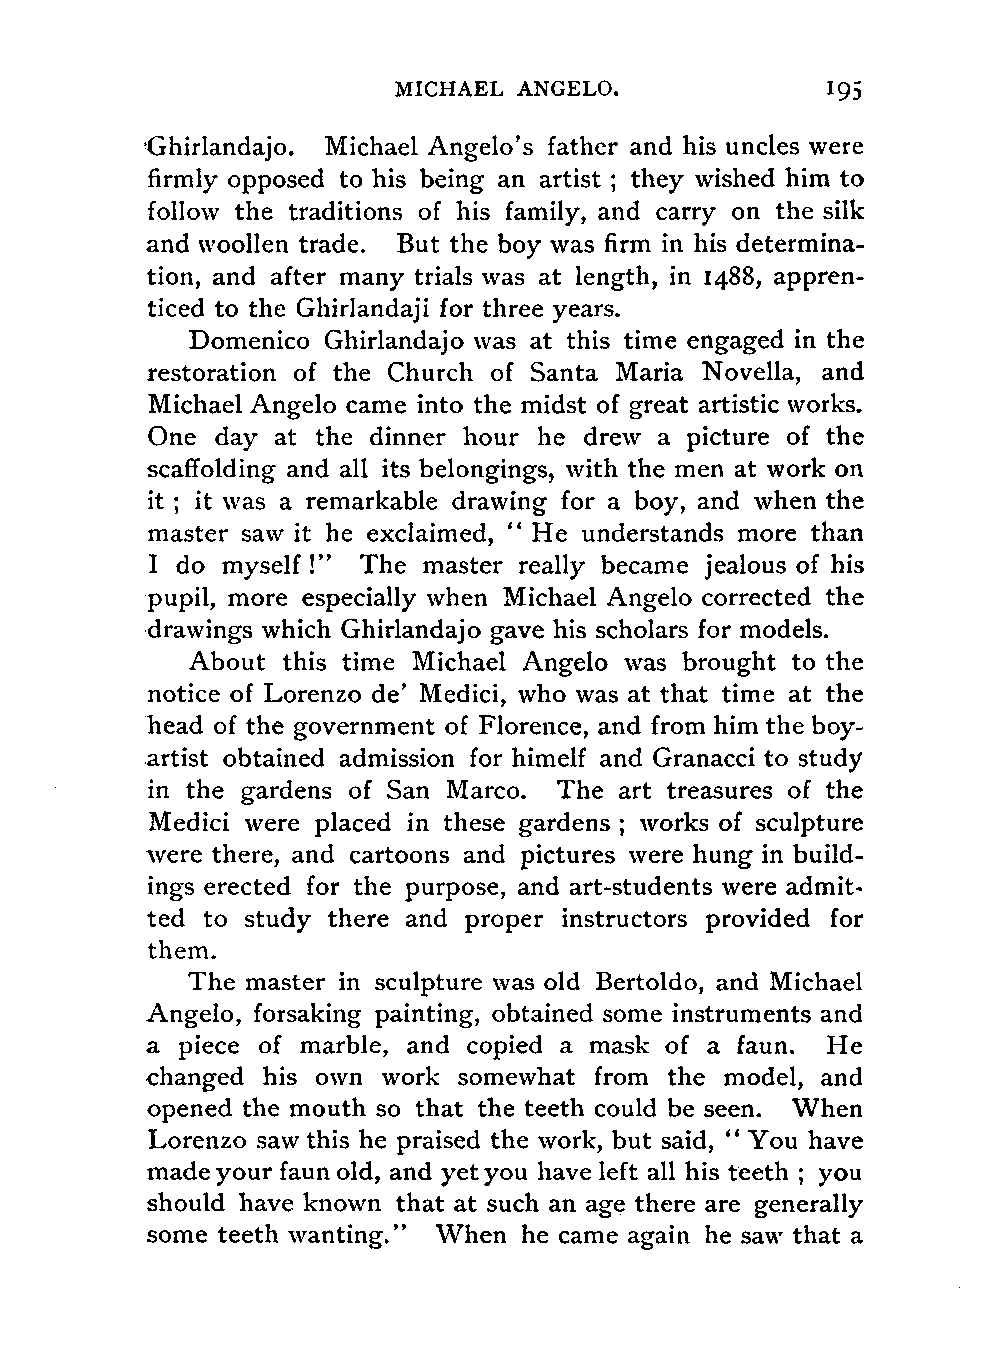 MICHAEL ANGELO. 195
Ghirlandajo. Michael Angelo's father and his uncles were
firmly opposed to his being an artist ; they wished him to
follow the traditions of his family, and carry on the silk
and woollen trade. But the boy was firm in his determina-
tion, and after many trials was at length, in 1488, appren-
ticed to the Ghirlandaji for three years.
Domenico Ghirlandajo was at this time engaged in the
restoration of the Church of Santa Maria Novella, and
Michael Angelo came into the midst of great artistic works.
One day at the dinner hour he drew a picture of the
scaffolding and all its belongings, with the men at work on
it ; it was a remarkable drawing for a boy, and when the
master saw it he exclaimed, “ He understands more than
I do myself !” The master really became jealous of his
pupil, more especially when Michael Angelo corrected the
drawings which Ghirlandajo gave his scholars for models.
About this time Michael Angelo was brought to the
notice of Lorenzo de' Medici, who was at that time at the
head of the government of Florence, and from him the boy-
artist obtained admission for himelf and Granacci to study
in the gardens of San Marco. The art treasures of the
Medici were placed in these gardens ; works of sculpture
were there, and cartoons and pictures were hung in build-
ings erected for the purpose, and art-students were admit-
ted to study there and proper instructors provided for
them.
The master in sculpture was old Bertoldo, and Michael
Angelo, forsaking painting, obtained some instruments and
a piece of marble, and copied a mask of a faun. He
changed his own work somewhat from the model, and
opened the mouth so that the teeth could be seen. When
Lorenzo saw this he praised the work, but said, “ You have
made your faun old, and yet you have left all his teeth ; you
should have known that at such an age there are generally
some teeth wanting.” When he came again he saw that a